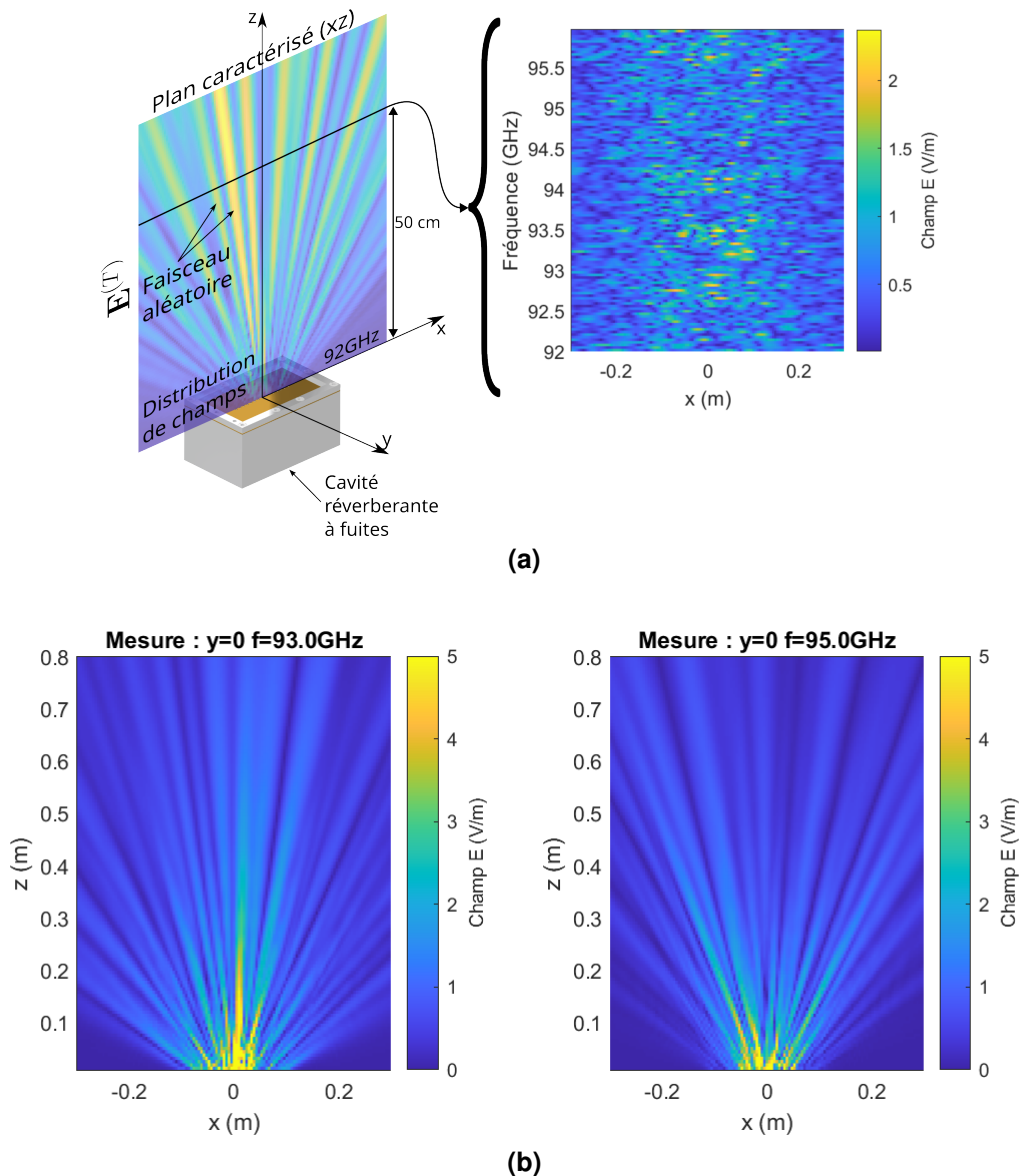 z
Plan caractérisé (xz)
50 cm
Faisceau
aléatoire
E(T)
x
92GHz
Distribution
de champs
y
Cavité
réverberante
à fuites
95.5
95
94.5
94
93.5
93
92.5
92
Fréquence (GHz)
-0.2
0
0.2
x (m)
2
1.5
1
0.5
Champ E (V/m)
(a)
Mesure : y=0 f=93.0GHz
0.8
0.7
0.6
0.5
0.4
0.3
0.2
0.1
z (m)
-0.2
0
0.2
x (m)
5
4
3
2
1
0
Champ E (V/m)
Mesure : y=0 f=95.0GHz
0.8
0.7
0.6
0.5
0.4
0.3
0.2
0.1
z (m)
-0.2
0
0.2
x (m)
5
4
3
2
1
0
Champ E (V/m)
(b)